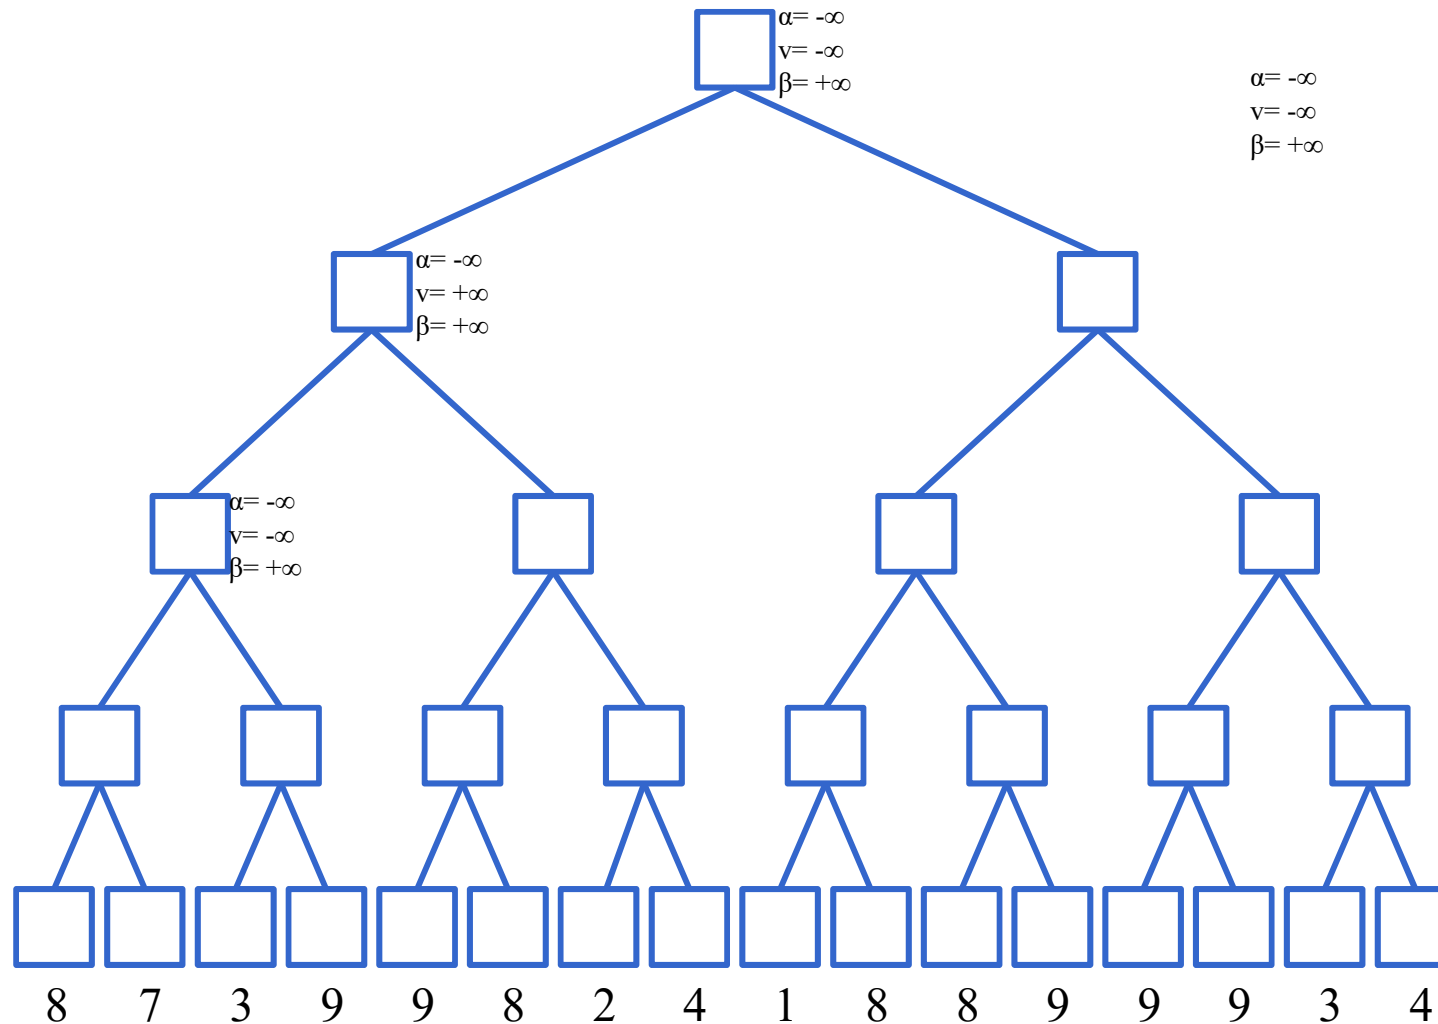 α= -∞
v= -∞
β= +∞
α= -∞
v= -∞
β= +∞
α= -∞
v= +∞
β= +∞
α= -∞
v= -∞
β= +∞
8 7 3 9 9 8 2 4 1 8 8 9 9 9 3 4